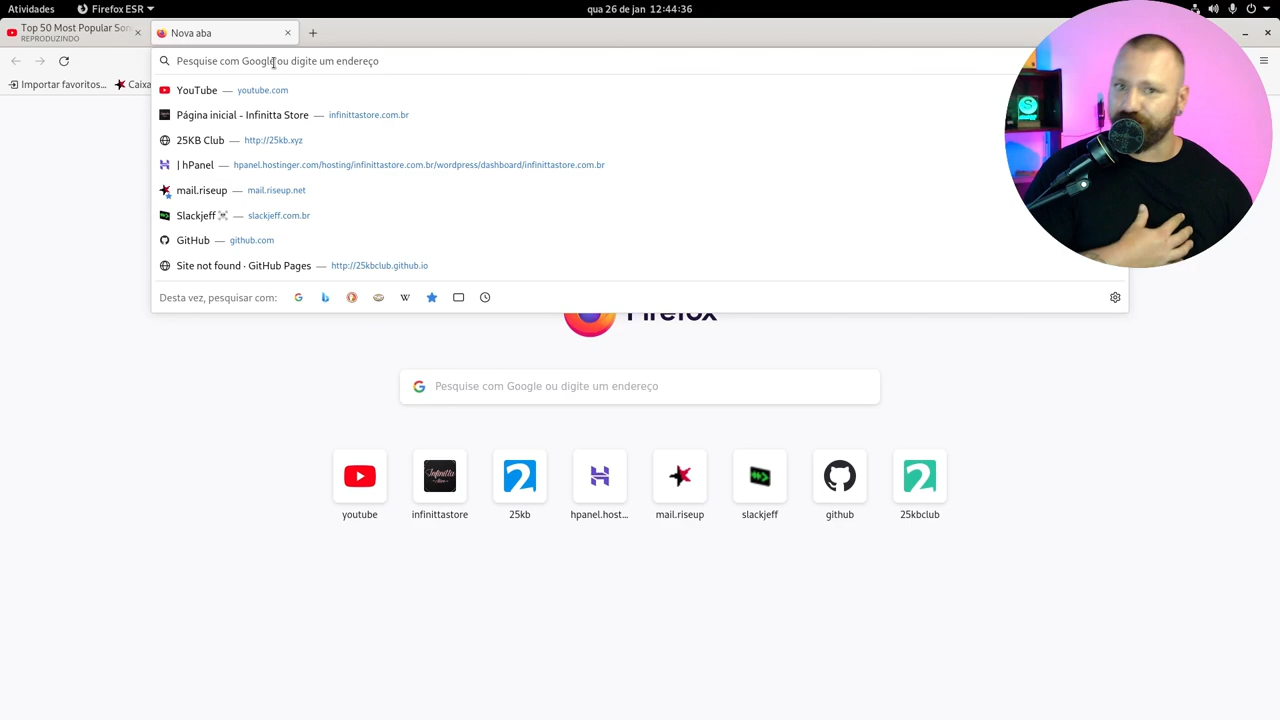 Atividades Firefox ESR qua 26 de jan 12:44:36
Top 50 Most Popular Son
REPRODUZINDO
Nova aba
Pesquise com Google ou digite um endereço
Importar favoritos... Caixa
YouTube — youtube.com
Página inicial - Infinitta Store — infinittastore.com.br
25KB Club — http://25kb.xyz
| hPanel — hpanel.hostinger.com/hosting/infinittastore.com.br/wordpress/dashboard/infinittastore.com.br
mail.riseup — mail.riseup.net
Slackjeff ☠️ — slackjeff.com.br
GitHub — github.com
Site not found · GitHub Pages — http://25kbclub.github.io
Desta vez, pesquisar com:
Firefox
Pesquise com Google ou digite um endereço
youtube infinittastore 25kb hpanel.host... mail.riseup slackjeff github 25kbclub